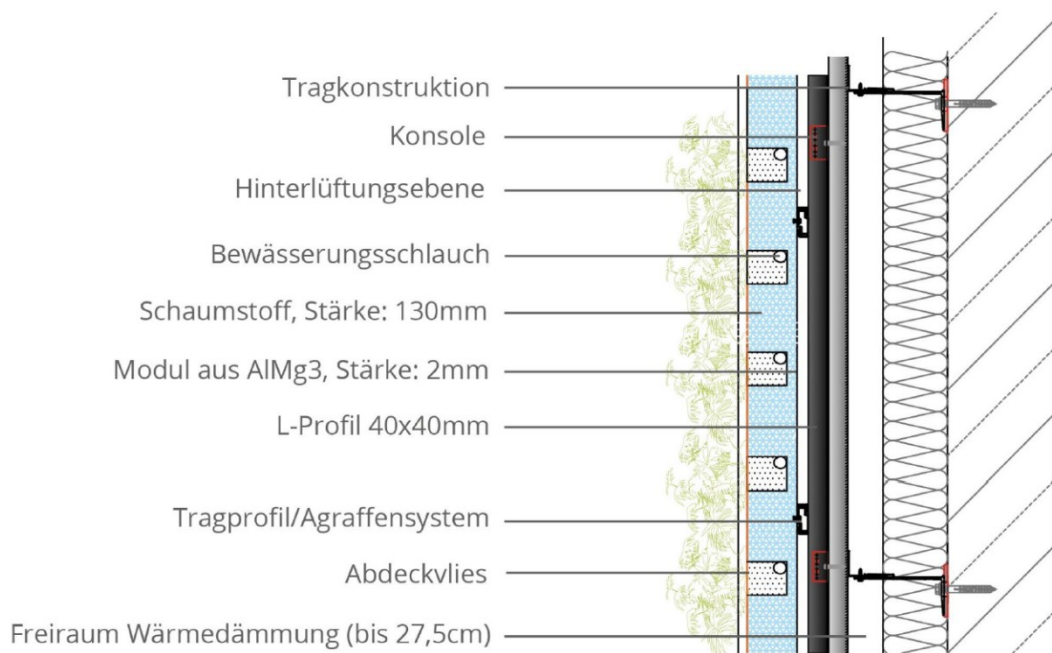 Tragkonstruktion
Konsole
Hinterlüftungsebene
Bewässerungsschlauch
Schaumstoff, Stärke: 130mm
Modul aus AlMg3, Stärke: 2mm
L-Profil 40x40mm
Tragprofil/Agraffensystem
Abdeckvlies
Freiraum Wärmedämmung (bis 27,5cm)